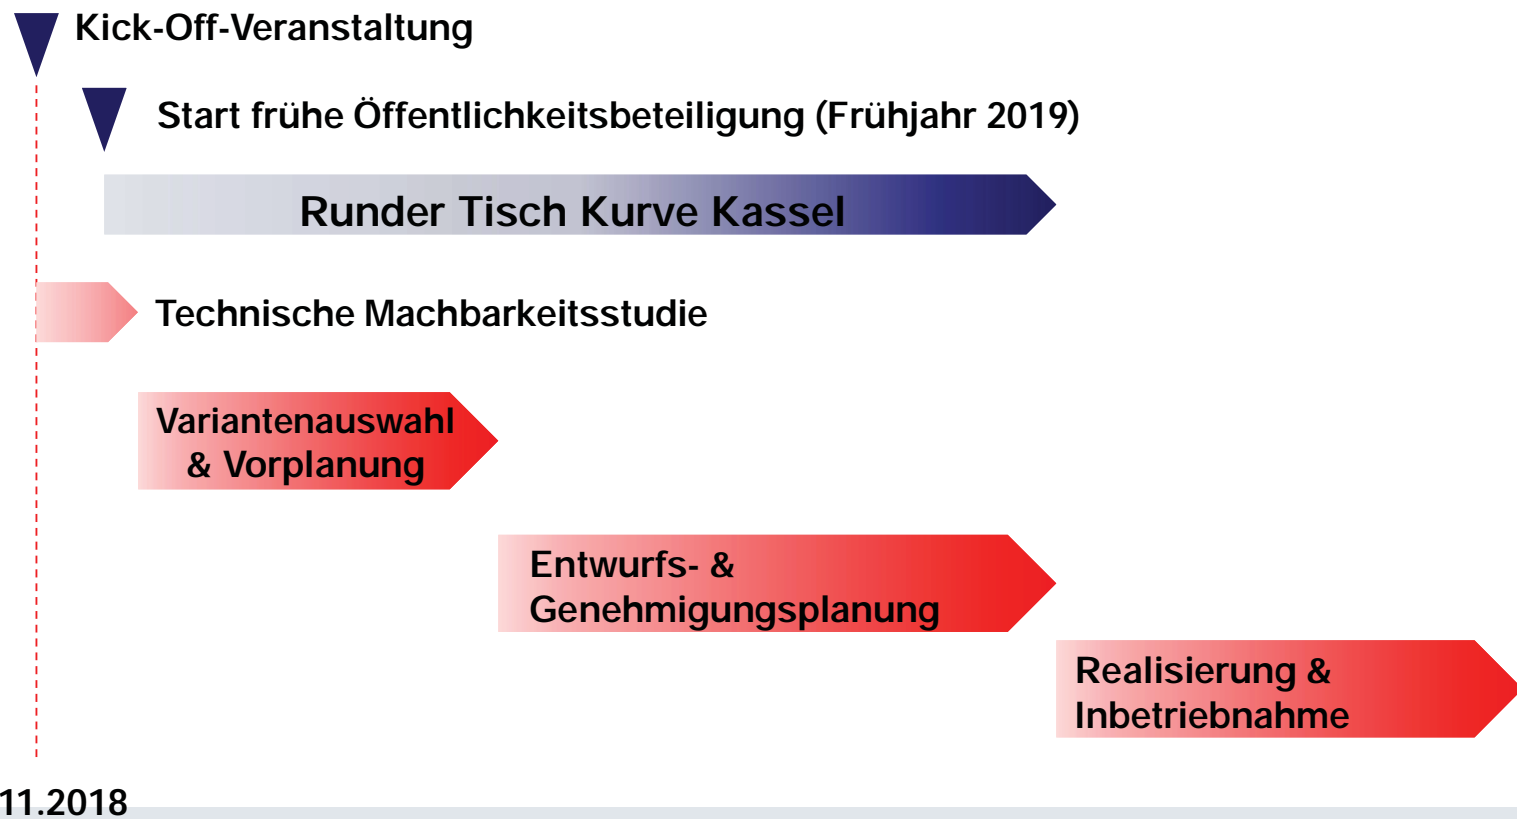 Kick-Off-Veranstaltung
Start frühe Öffentlichkeitsbeteiligung (Frühjahr 2019)
Runder Tisch Kurve Kassel
Technische Machbarkeitsstudie
Variantenauswahl
& Vorplanung
Entwurfs- &
Genehmigungsplanung
Realisierung &
Inbetriebnahme
11.2018